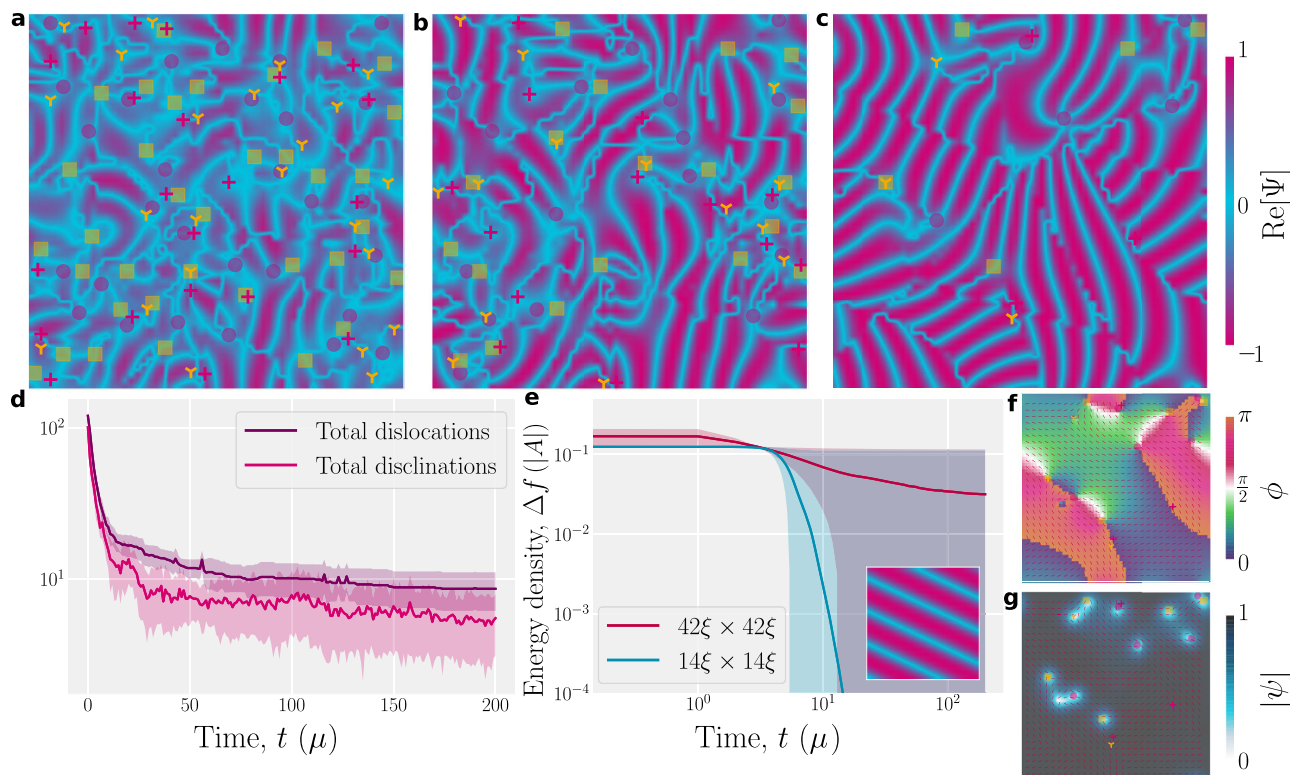 a
b
c
1
0
−1
Re[Ψ]
d
10²
10¹
Total dislocations
Total disclinations
0
50
100
150
200
Time, t (μ)
e
Energy density, Δf (|A|)
10⁻¹
10⁻²
10⁻³
10⁻⁴
42ξ × 42ξ
14ξ × 14ξ
10⁰
10¹
10²
Time, t (μ)
f
π
π/2
0
ϕ
g
1
0
|ψ|